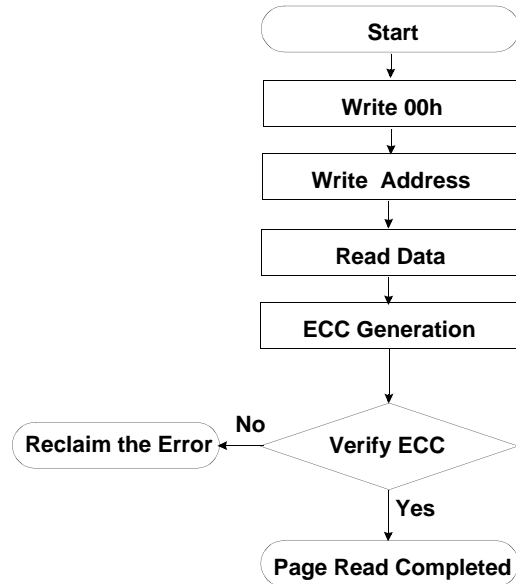 Start
Write 00h
Write Address
Read Data
ECC Generation
No
Reclaim the Error
Verify ECC
Yes
Page Read Completed